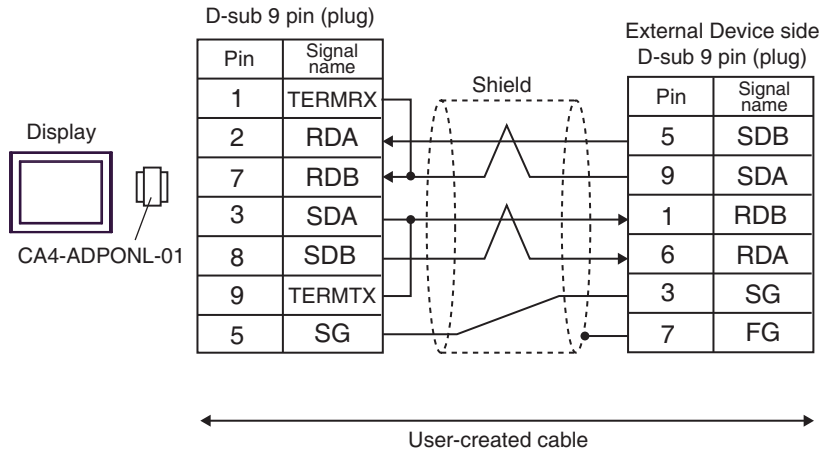 D-sub 9 pin (plug)
External Device side
D-sub 9 pin (plug)
Display
CA4-ADPONL-01
Pin Signal name
1 TERMRX
2 RDA
7 RDB
3 SDA
8 SDB
9 TERMTX
5 SG
Shield
Pin Signal name
5 SDB
9 SDA
1 RDB
6 RDA
3 SG
7 FG
User-created cable